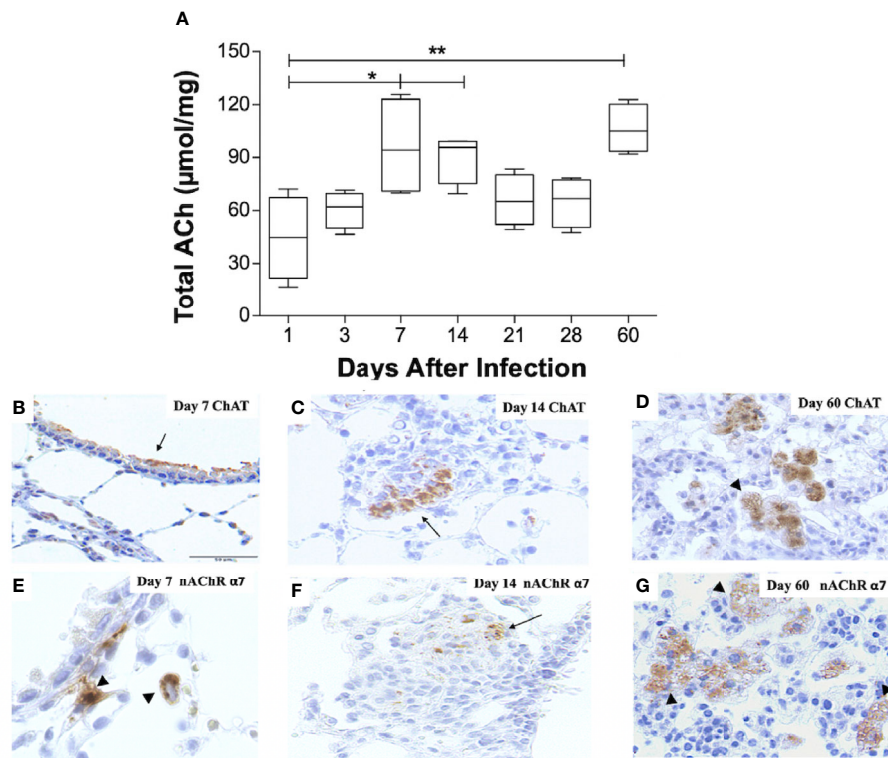 A
Total ACh (µmol/mg)
150
120
90
60
30
0
**
*
1 3 7 14 21 28 60
Days After Infection
B
Day 7 ChAT
C
Day 14 ChAT
D
Day 60 ChAT
E
Day 7 nAChR α7
F
Day 14 nAChR α7
G
Day 60 nAChR α7